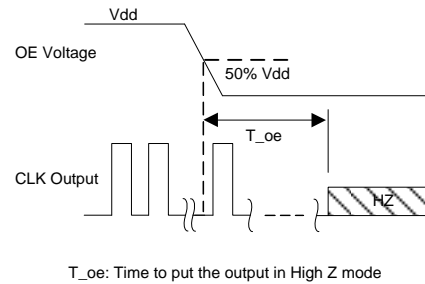 Vdd
OE Voltage
50% Vdd
T_oe
CLK Output
HZ
T_oe: Time to put the output in High Z mode